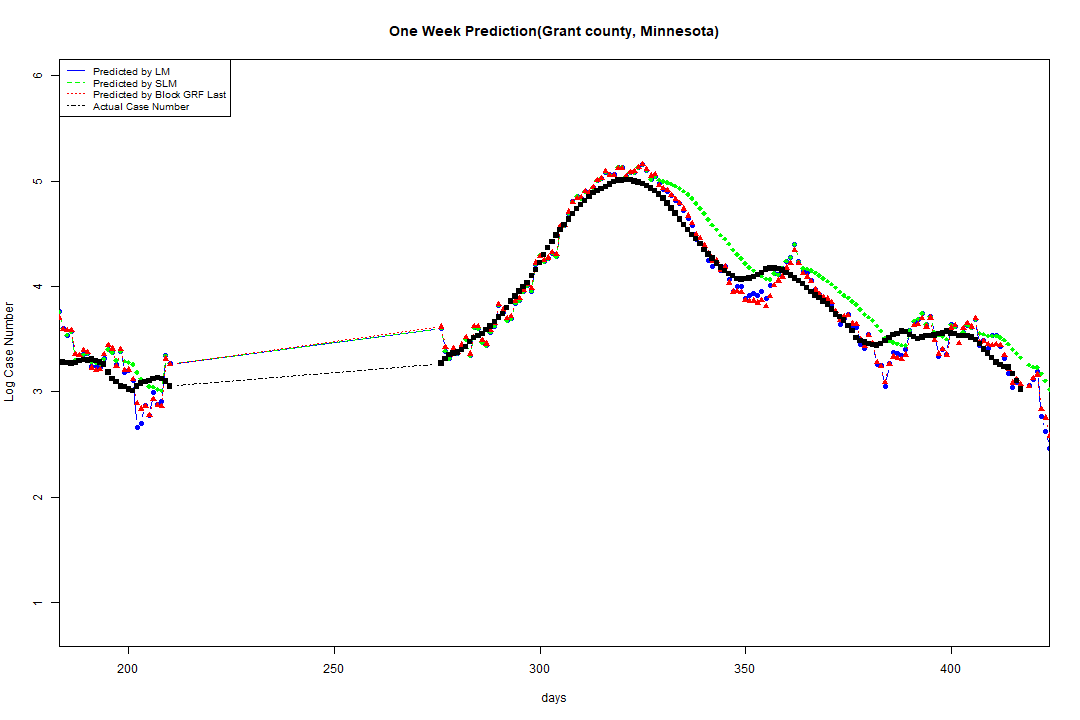 One Week Prediction(Grant county, Minnesota)
Predicted by LM
Predicted by SLM
Predicted by Block GRF Last
Actual Case Number
6
5
4
3
2
1
Log Case Number
200
250
300
350
400
days